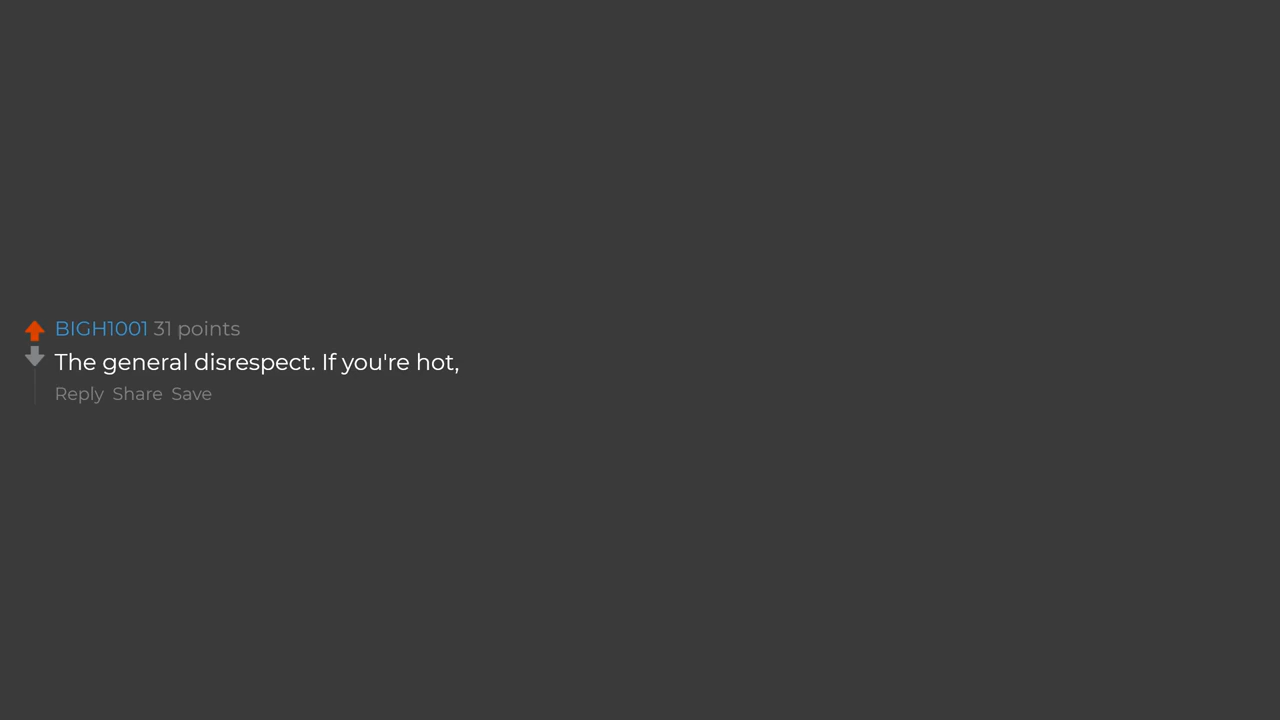 BIGH1001 31 points
The general disrespect. If you're hot,
Reply Share Save